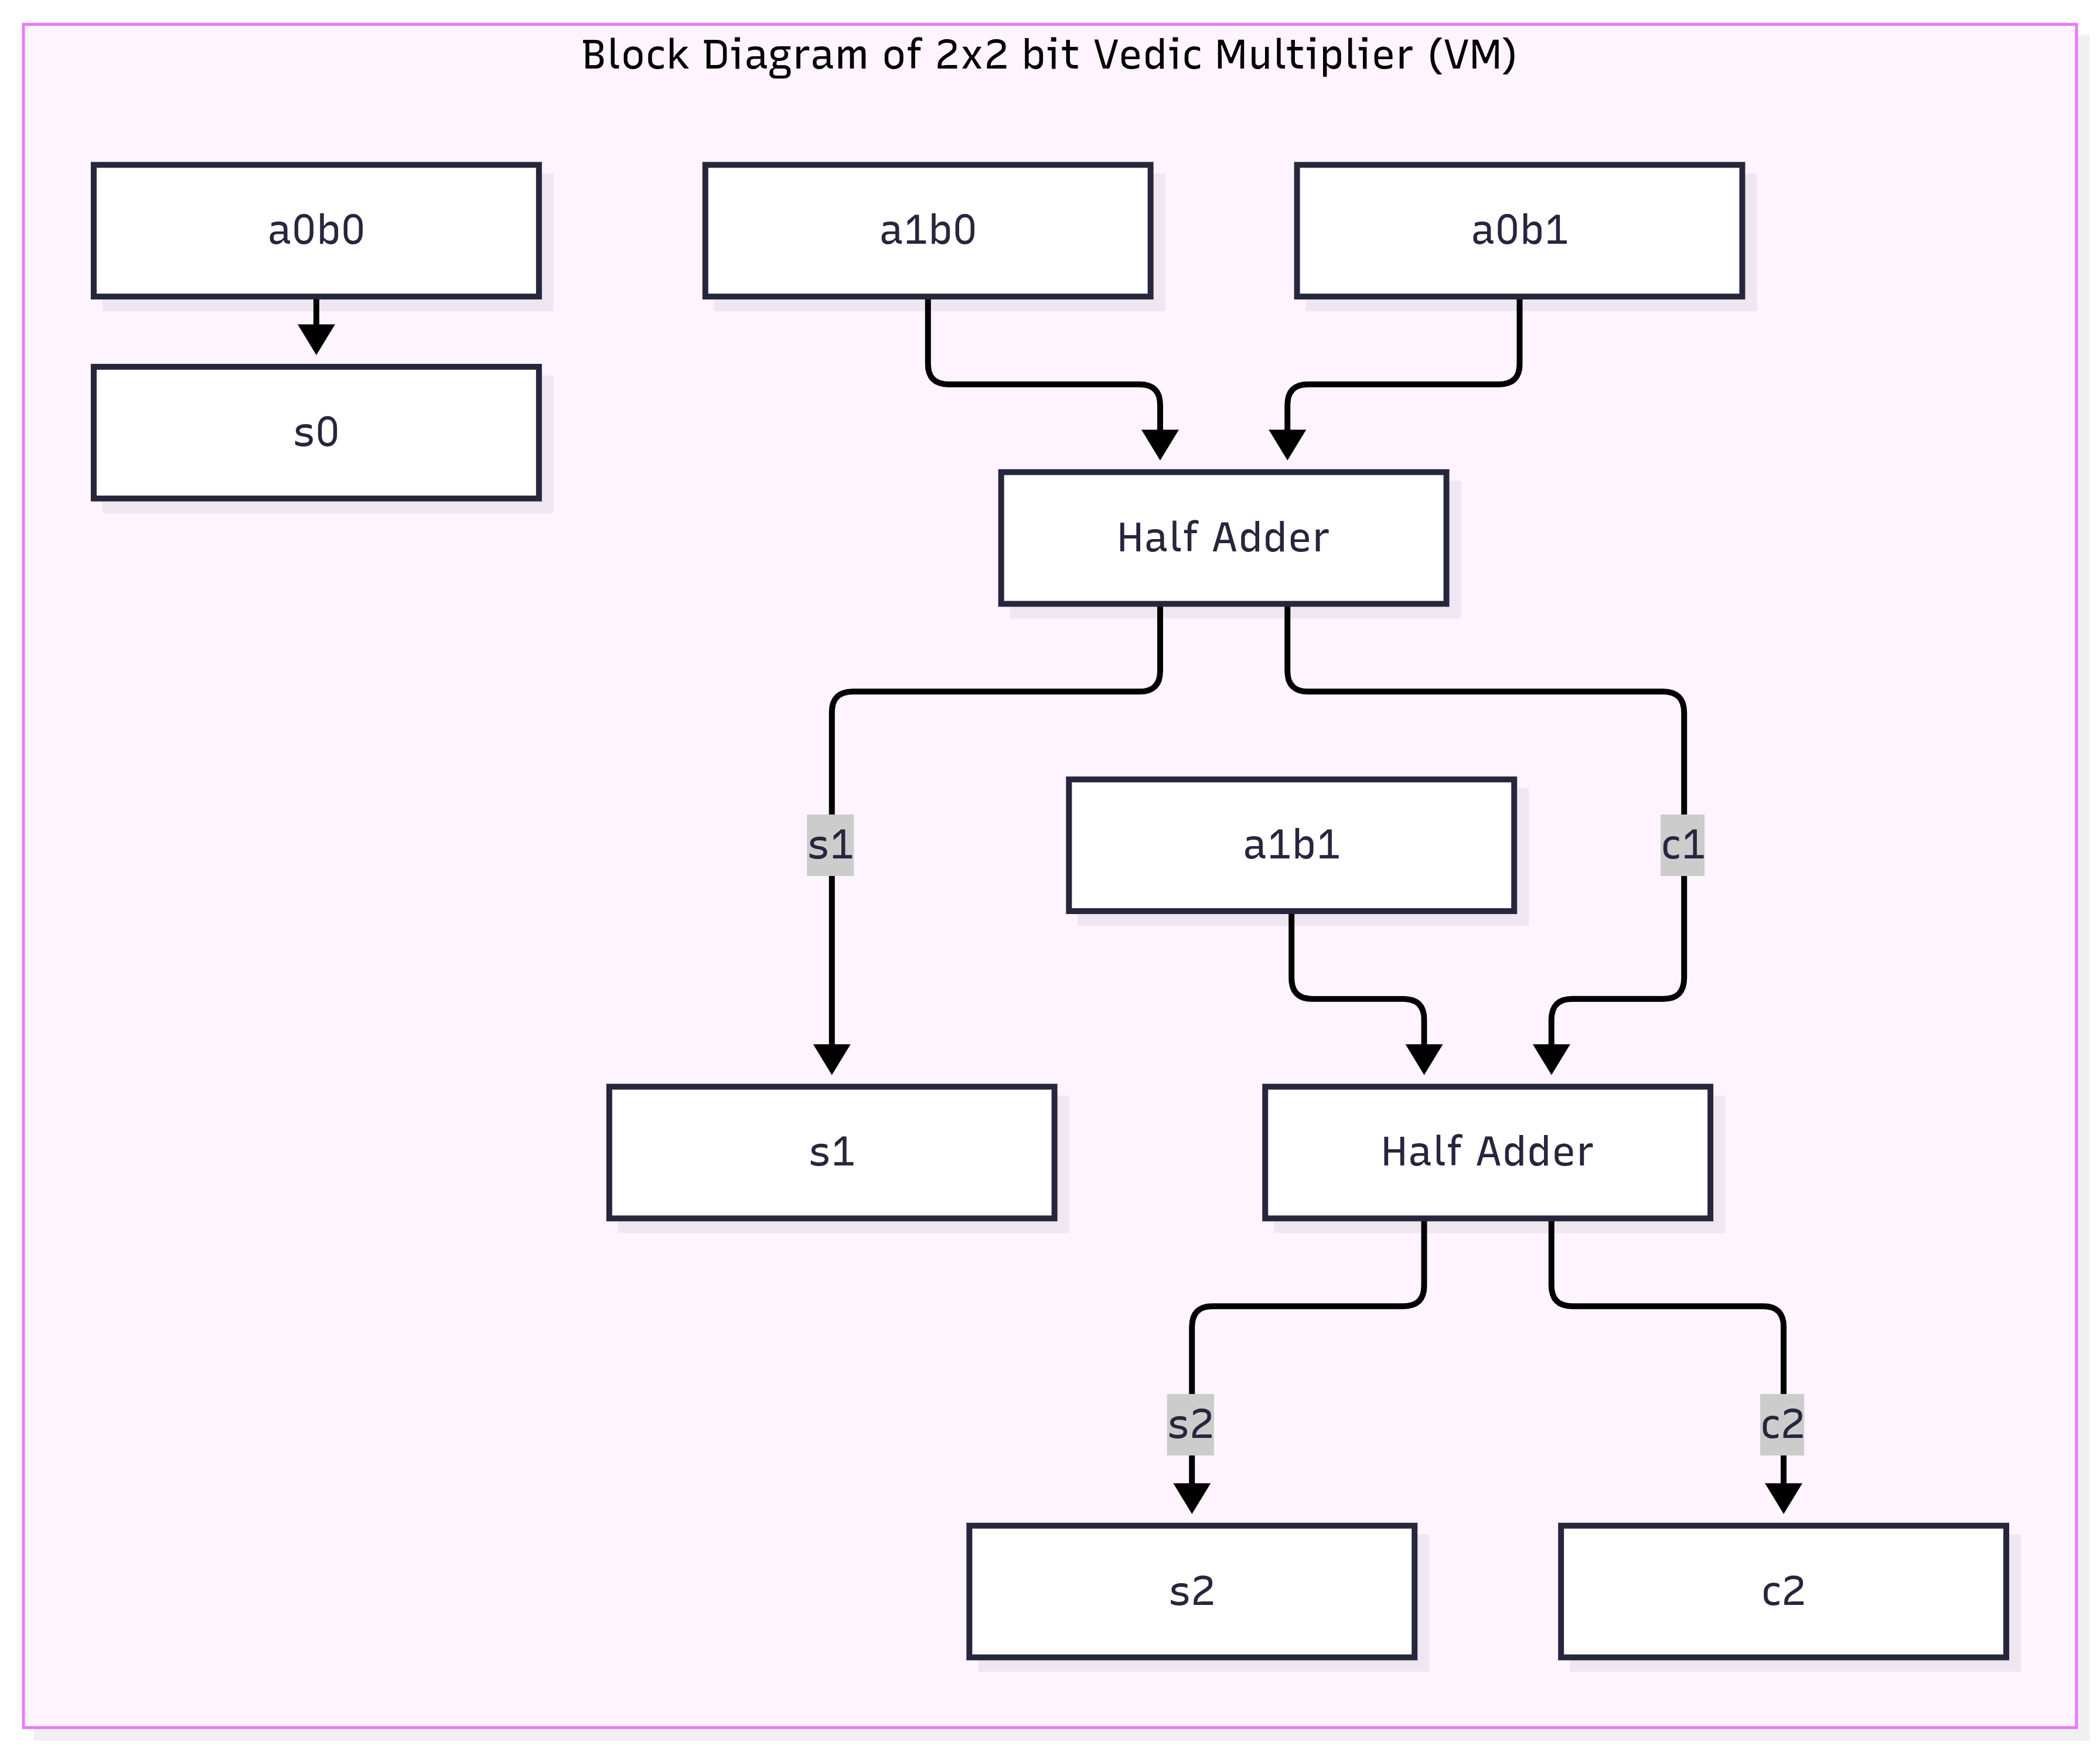 Block Diagram of 2x2 bit Vedic Multiplier (VM)
a0b0
a1b0
a0b1
s0
Half Adder
s1
a1b1
c1
s1
Half Adder
s2
c2
s2
c2